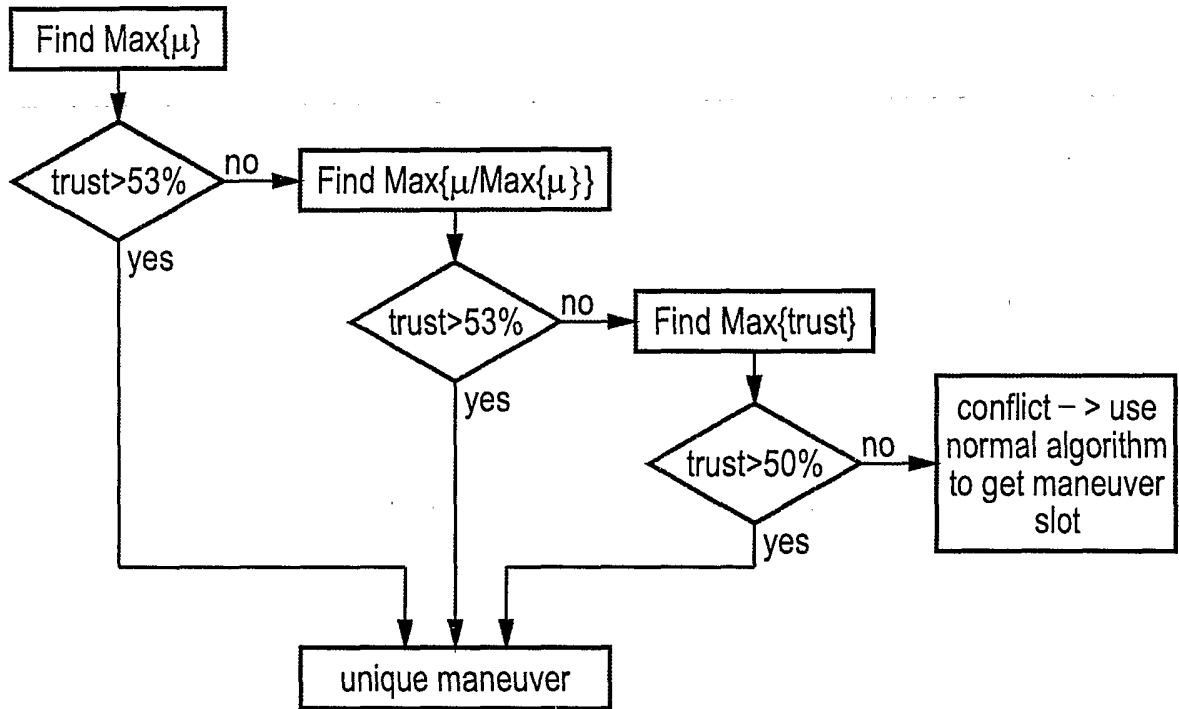 Find Max{μ}
trust>53%
no
yes
Find Max{μ/Max{μ}}
trust>53%
no
yes
Find Max{trust}
trust>50%
no
yes
conflict – > use
normal algorithm
to get maneuver
slot
unique maneuver